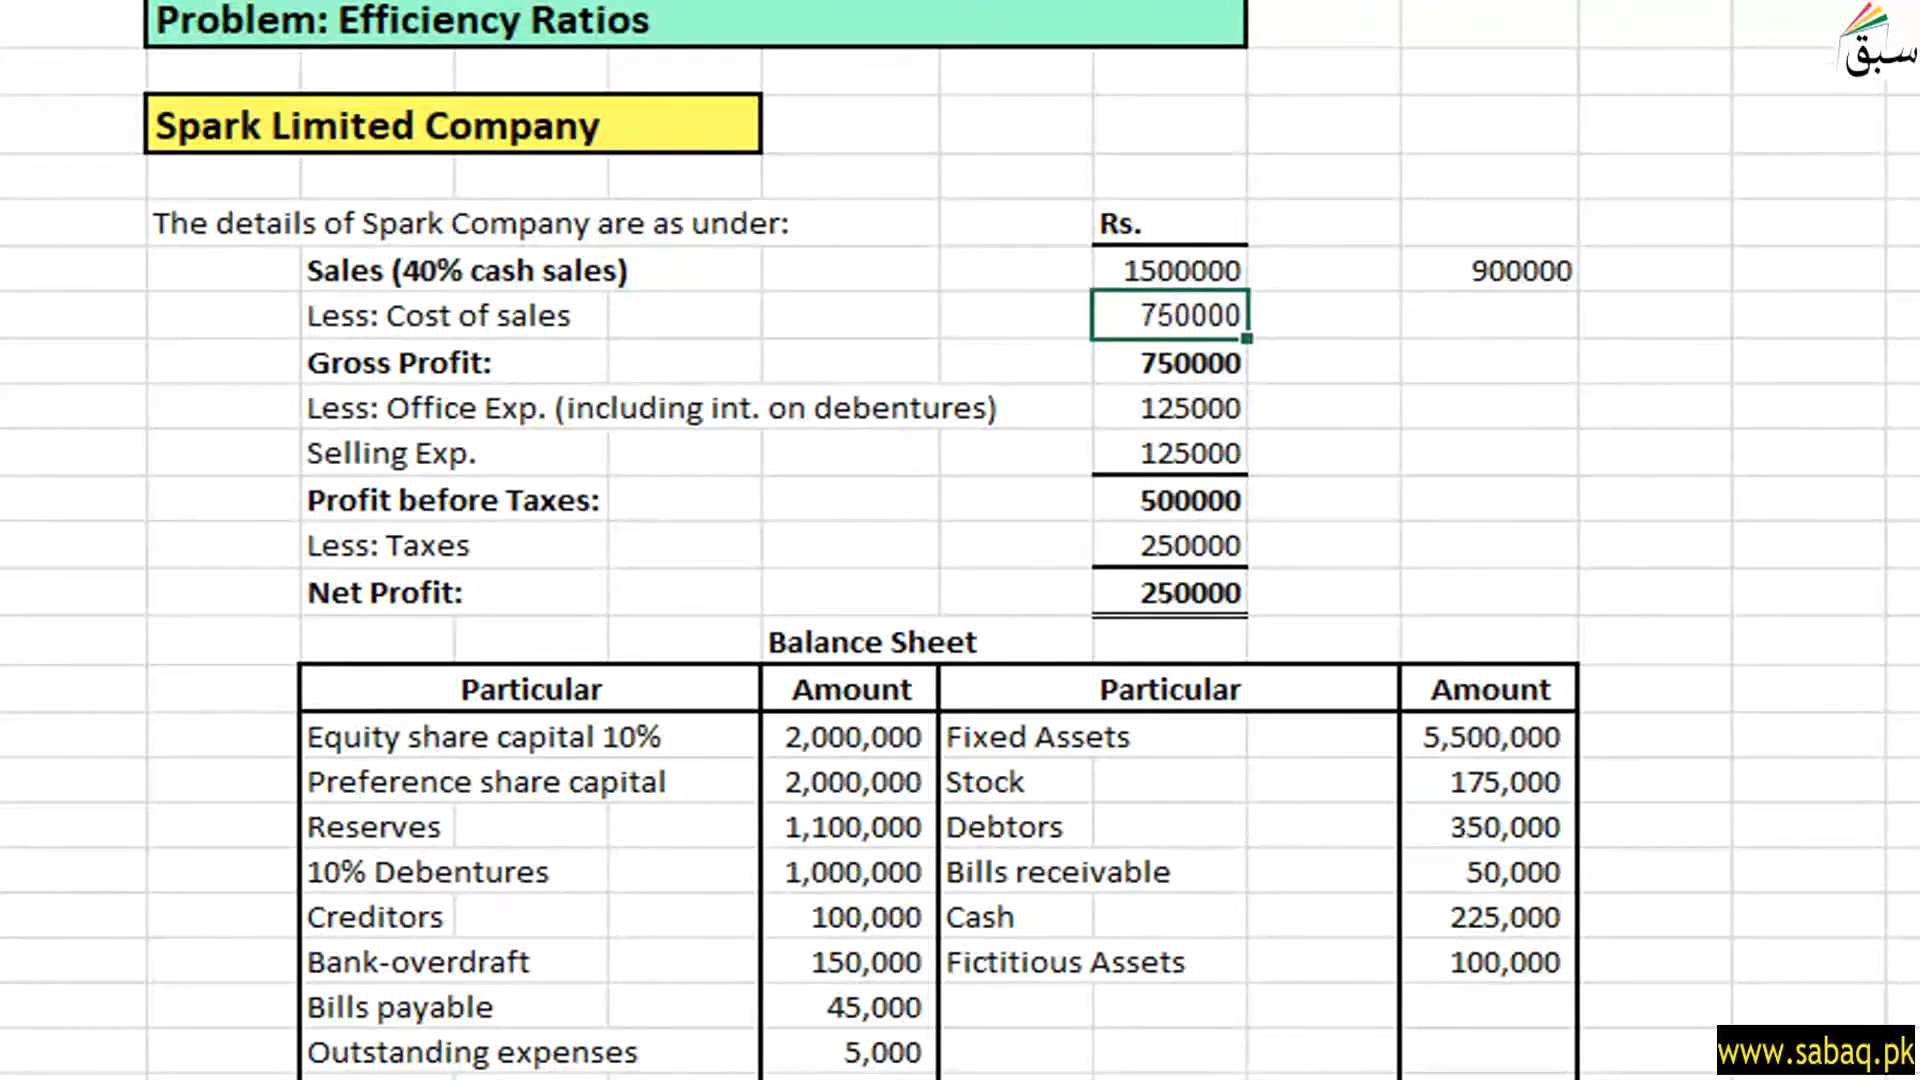 Problem: Efficiency Ratios
سبق
Spark Limited Company
The details of Spark Company are as under: Rs.
Sales (40% cash sales) 1500000 900000
Less: Cost of sales 750000
Gross Profit: 750000
Less: Office Exp. (including int. on debentures) 125000
Selling Exp. 125000
Profit before Taxes: 500000
Less: Taxes 250000
Net Profit: 250000
Balance Sheet
Particular Amount Particular Amount
Equity share capital 10% 2,000,000 Fixed Assets 5,500,000
Preference share capital 2,000,000 Stock 175,000
Reserves 1,100,000 Debtors 350,000
10% Debentures 1,000,000 Bills receivable 50,000
Creditors 100,000 Cash 225,000
Bank-overdraft 150,000 Fictitious Assets 100,000
Bills payable 45,000
Outstanding expenses 5,000
www.sabaq.pk